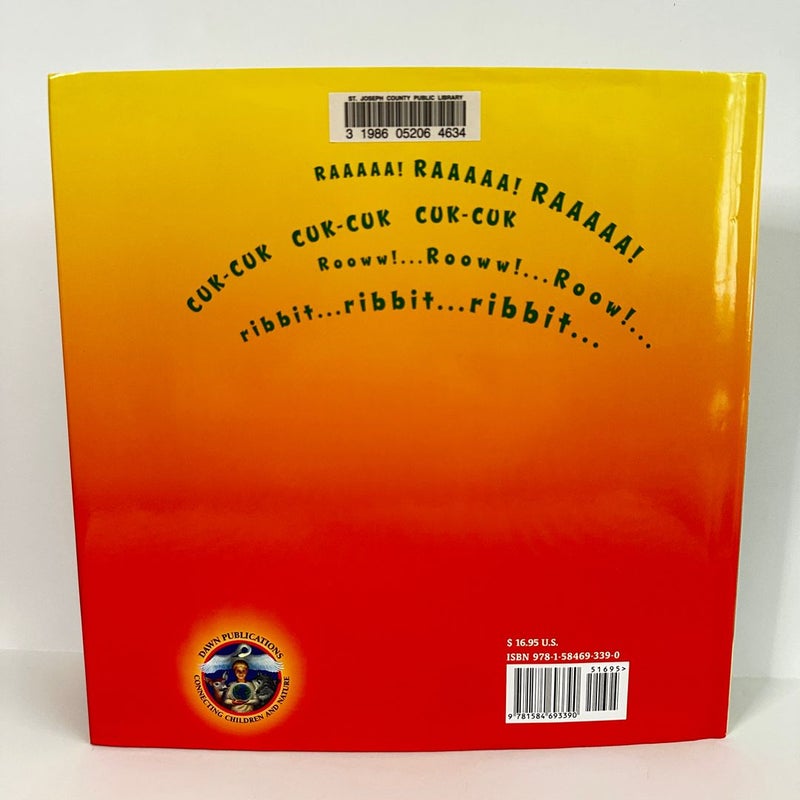 ST. JOSEPH COUNTY PUBLIC LIBRARY
3 1986 05206 4634
RAAAAA! RAAAAA! RAAAAA!
CUK-CUK CUK-CUK CUK-CUK
Rooww!...Rooww!...Roow!...
ribbit...ribbit...ribbit...
DAWN PUBLICATIONS
CONNECTING CHILDREN AND NATURE
$ 16.95 U.S.
ISBN 978-1-58469-339-0
51695>
9 781584 693390